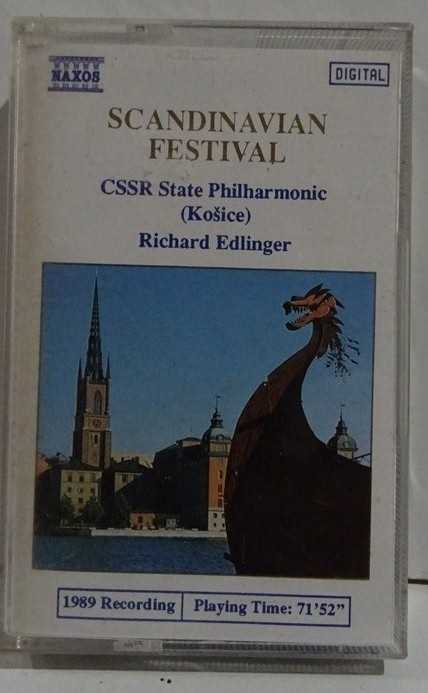 NAXOS
DIGITAL
SCANDINAVIAN
FESTIVAL
CSSR State Philharmonic
(Košice)
Richard Edlinger
1989 Recording
Playing Time: 71'52"